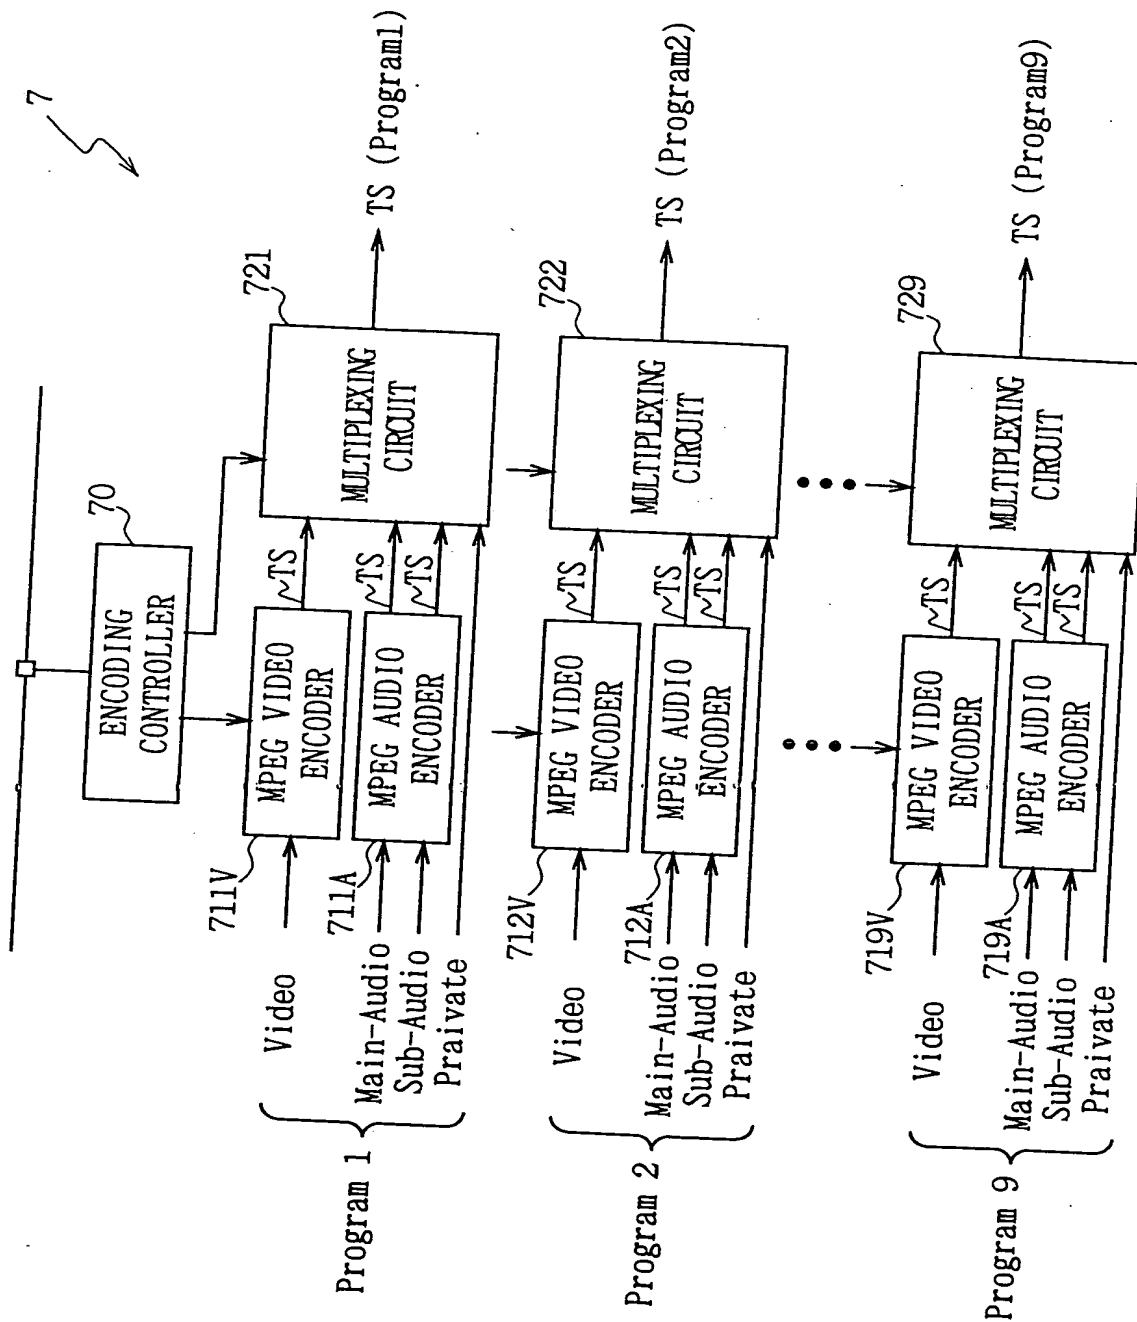 7
70
ENCODING
CONTROLLER
Program 1
Video
Main-Audio
Sub-Audio
Praivate
711V
MPEG VIDEO
ENCODER
711A
MPEG AUDIO
ENCODER
TS
TS
TS
721
MULTIPLEXING
CIRCUIT
TS (Program1)
Program 2
Video
Main-Audio
Sub-Audio
Praivate
712V
MPEG VIDEO
ENCODER
712A
MPEG AUDIO
ENCODER
TS
TS
TS
722
MULTIPLEXING
CIRCUIT
TS (Program2)
Program 9
Video
Main-Audio
Sub-Audio
Praivate
719V
MPEG VIDEO
ENCODER
719A
MPEG AUDIO
ENCODER
TS
TS
TS
729
MULTIPLEXING
CIRCUIT
TS (Program9)